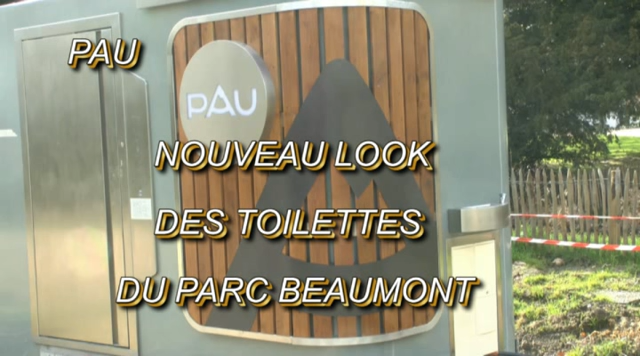 PAU
PAU
NOUVEAU LOOK
DES TOILETTES
DU PARC BEAUMONT